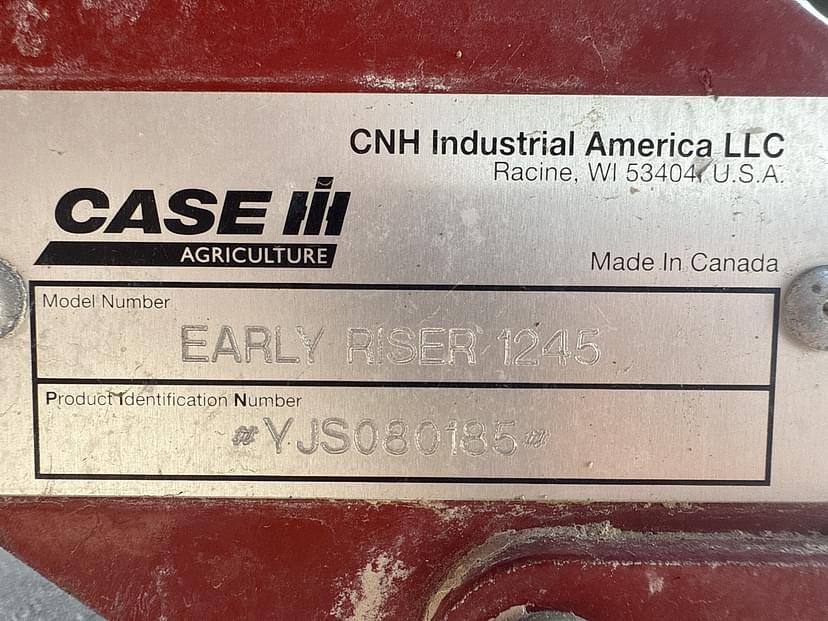 CNH Industrial America LLC
Racine, WI 53404, U.S.A.
CASE IH
AGRICULTURE
Made In Canada
Model Number
EARLY RISER 1245
Product Identification Number
*YJS080185*